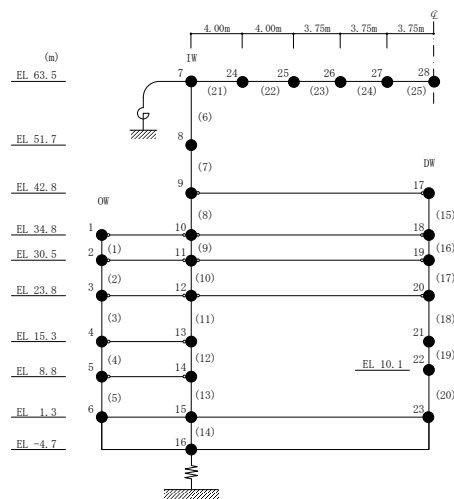 ℄
4.00m 4.00m 3.75m 3.75m 3.75m
(m) IW
EL 63.5 7 24 25 26 27 28
(21) (22) (23) (24) (25)
(6)
EL 51.7 8
(7) DW
EL 42.8 9 17
OW (8) (15)
EL 34.8 1 10 18
(1) (9) (16)
EL 30.5 2 11 19
(2) (10) (17)
EL 23.8 3 12 20
(3) (11) (18)
EL 15.3 4 13 21
(4) (12) (19)
EL 10.1 22
EL 8.8 5 14
(5) (13) (20)
EL 1.3 6 15 23
(14)
EL -4.7 16